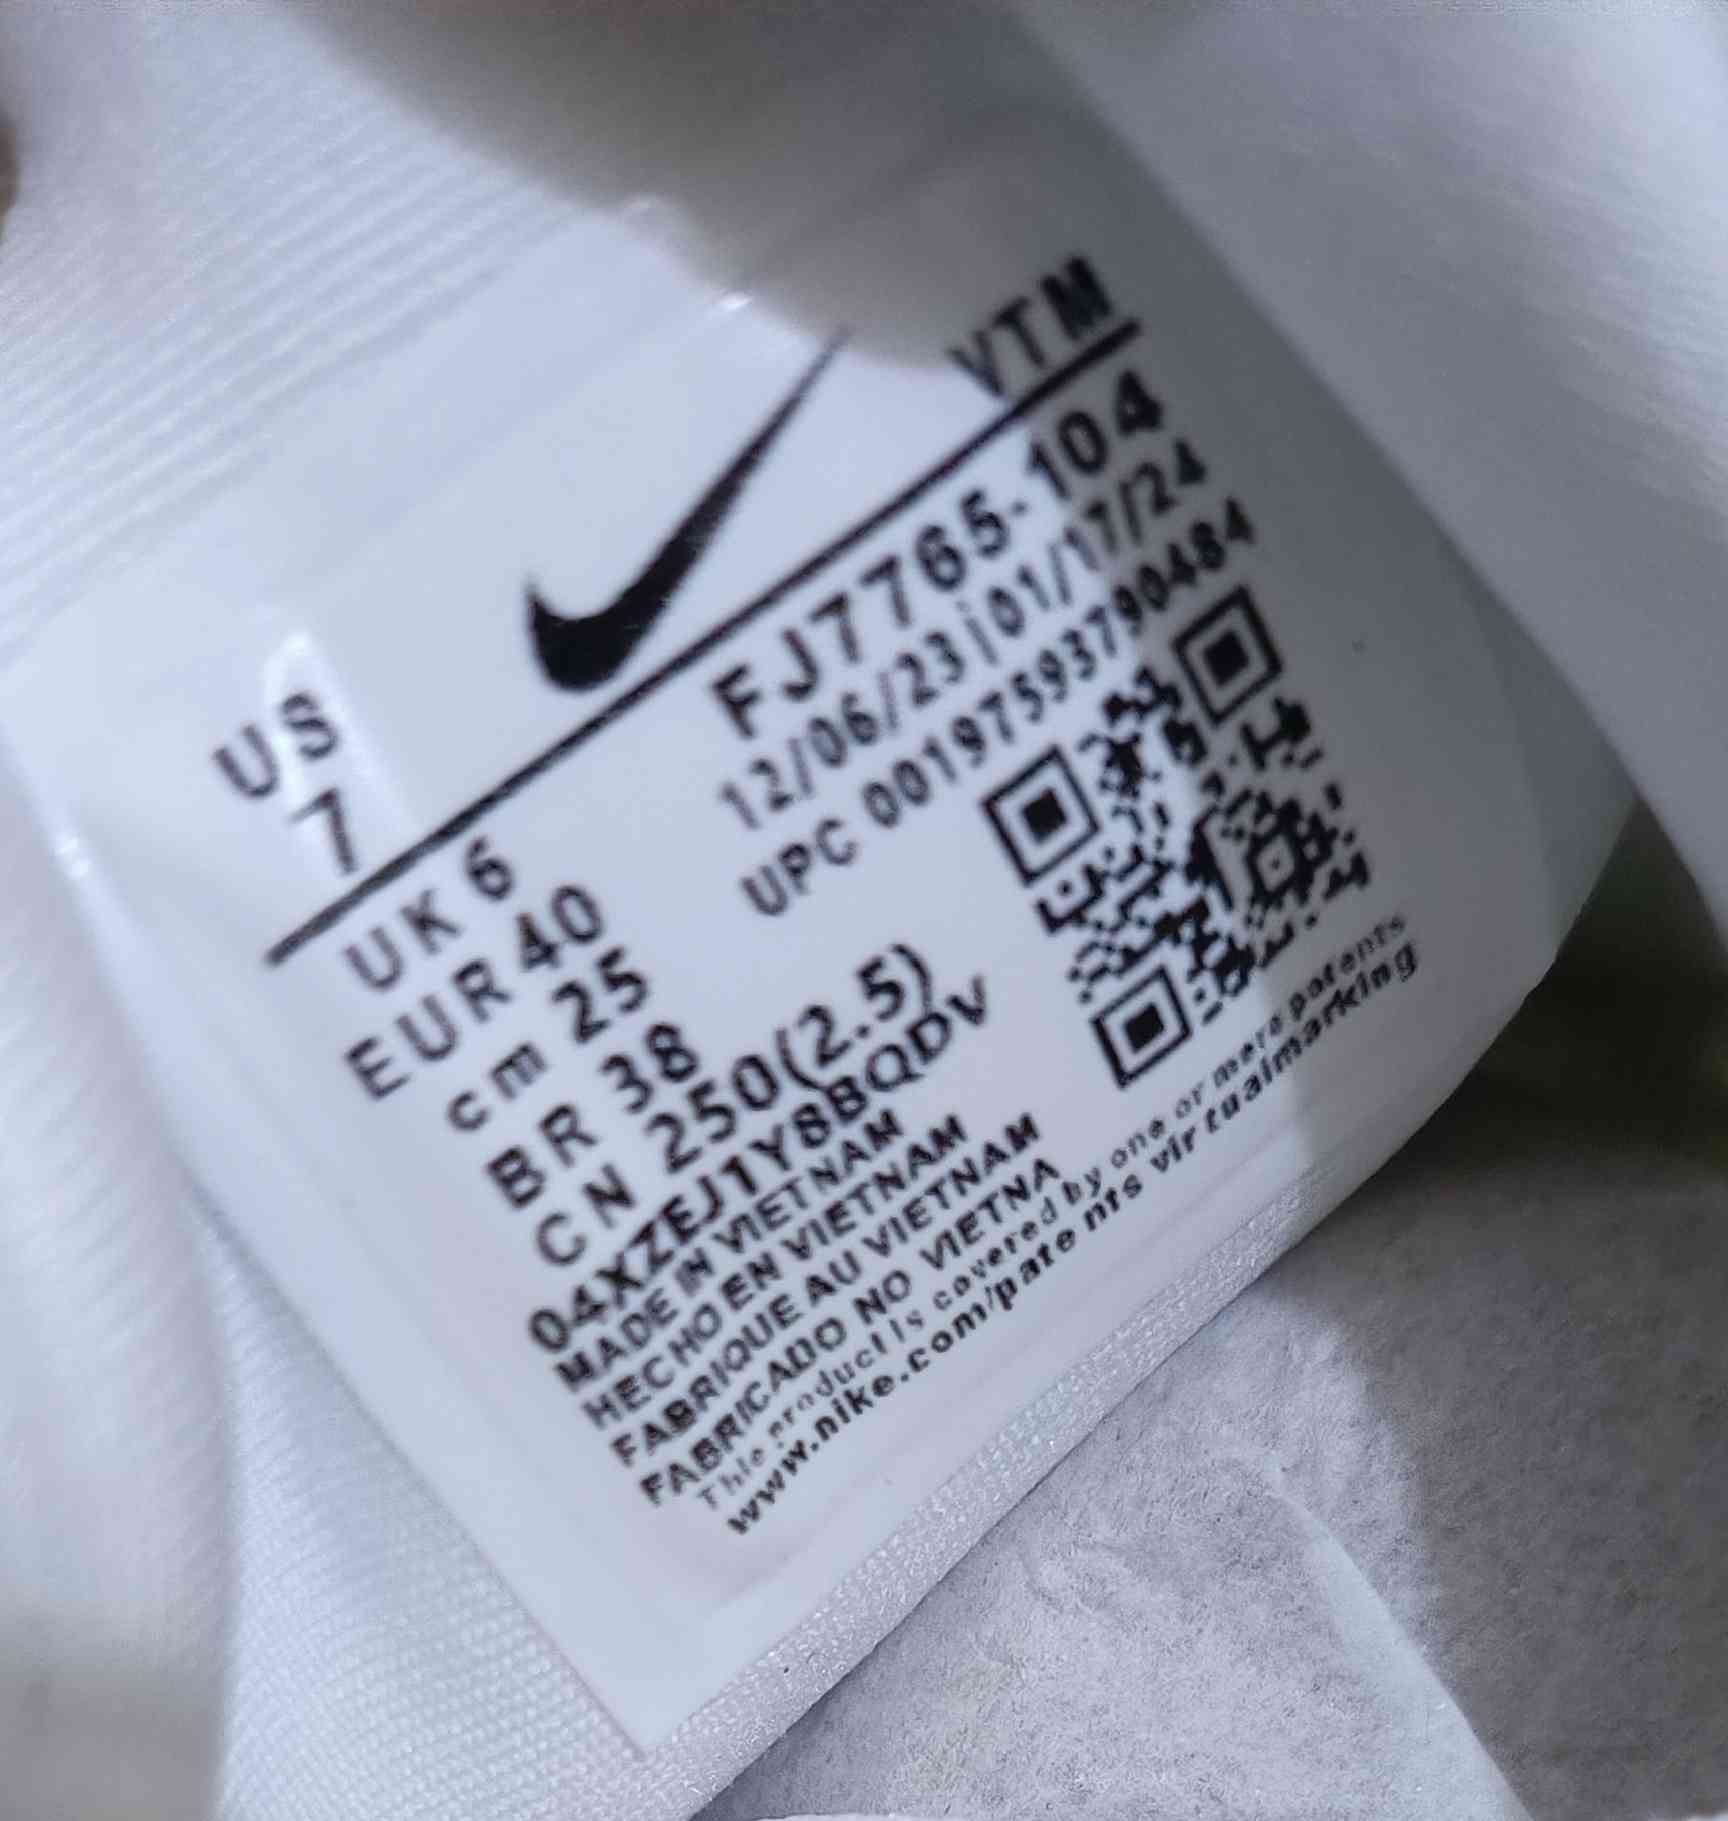 VTM
US
7
FJ7765-104
12/06/23|01/17/24
UPC 00197593790484
UK 6
EUR 40
cm 25
BR 38
CN 250(2.5)
04XZEJ1Y8BQDV
MADE IN VIETNAM
HECHO EN VIETNAM
FABRIQUE AU VIETNAM
FABRICADO NO VIETNA
This product is covered by one or more patents
www.nike.com/patents virtualmarking